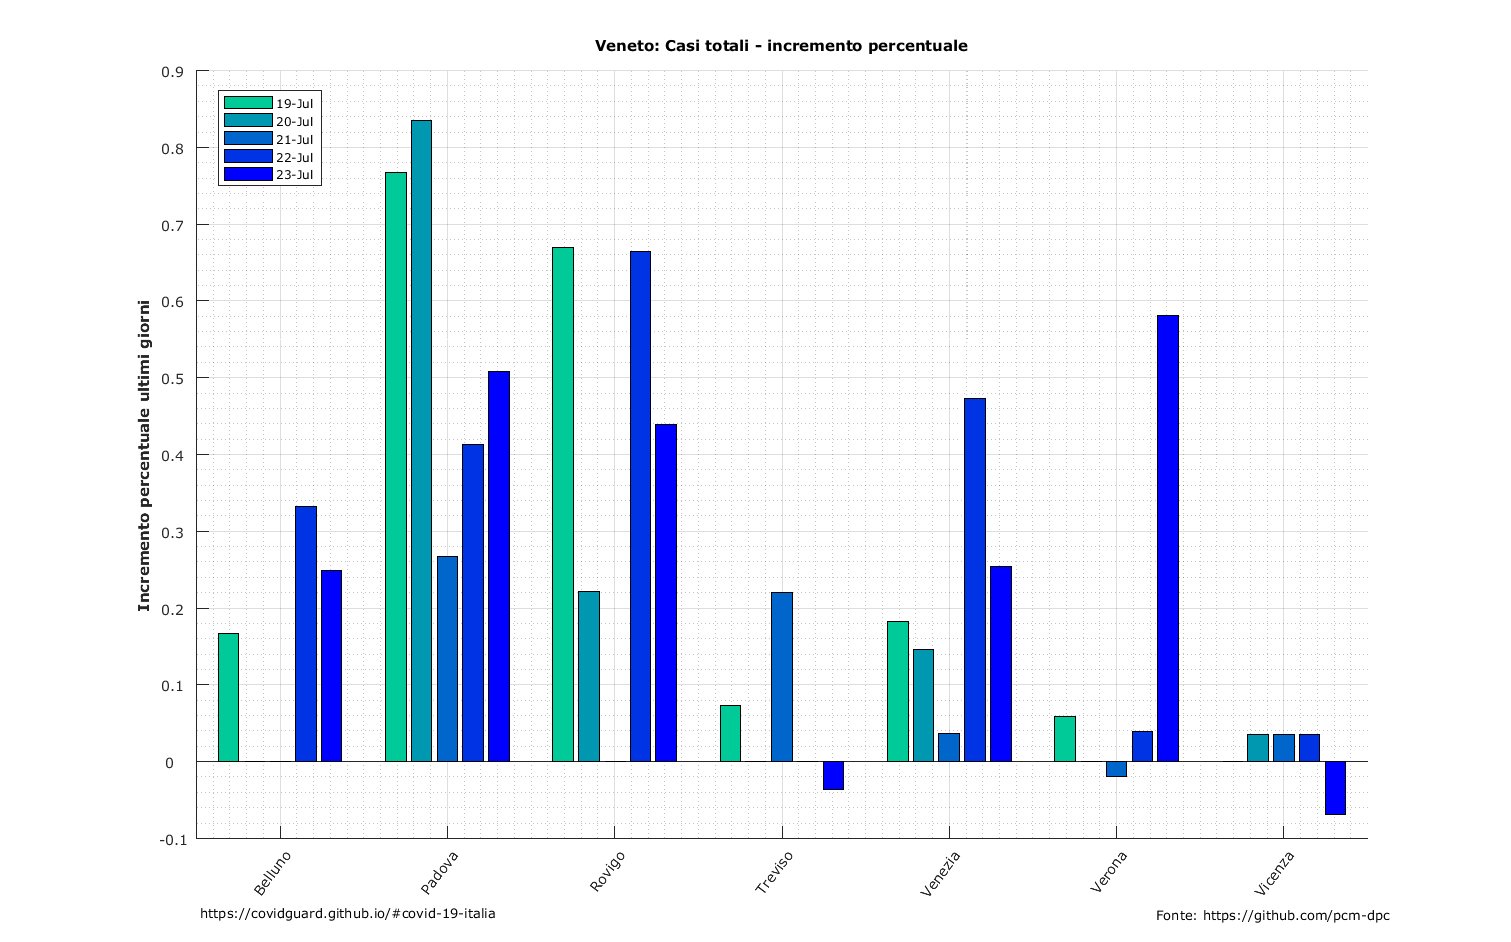 Veneto: Casi totali - incremento percentuale
Incremento percentuale ultimi giorni
0.9
0.8
0.7
0.6
0.5
0.4
0.3
0.2
0.1
0
-0.1
19-Jul
20-Jul
21-Jul
22-Jul
23-Jul
Belluno
Padova
Rovigo
Treviso
Venezia
Verona
Vicenza
https://covidguard.github.io/#covid-19-italia
Fonte: https://github.com/pcm-dpc